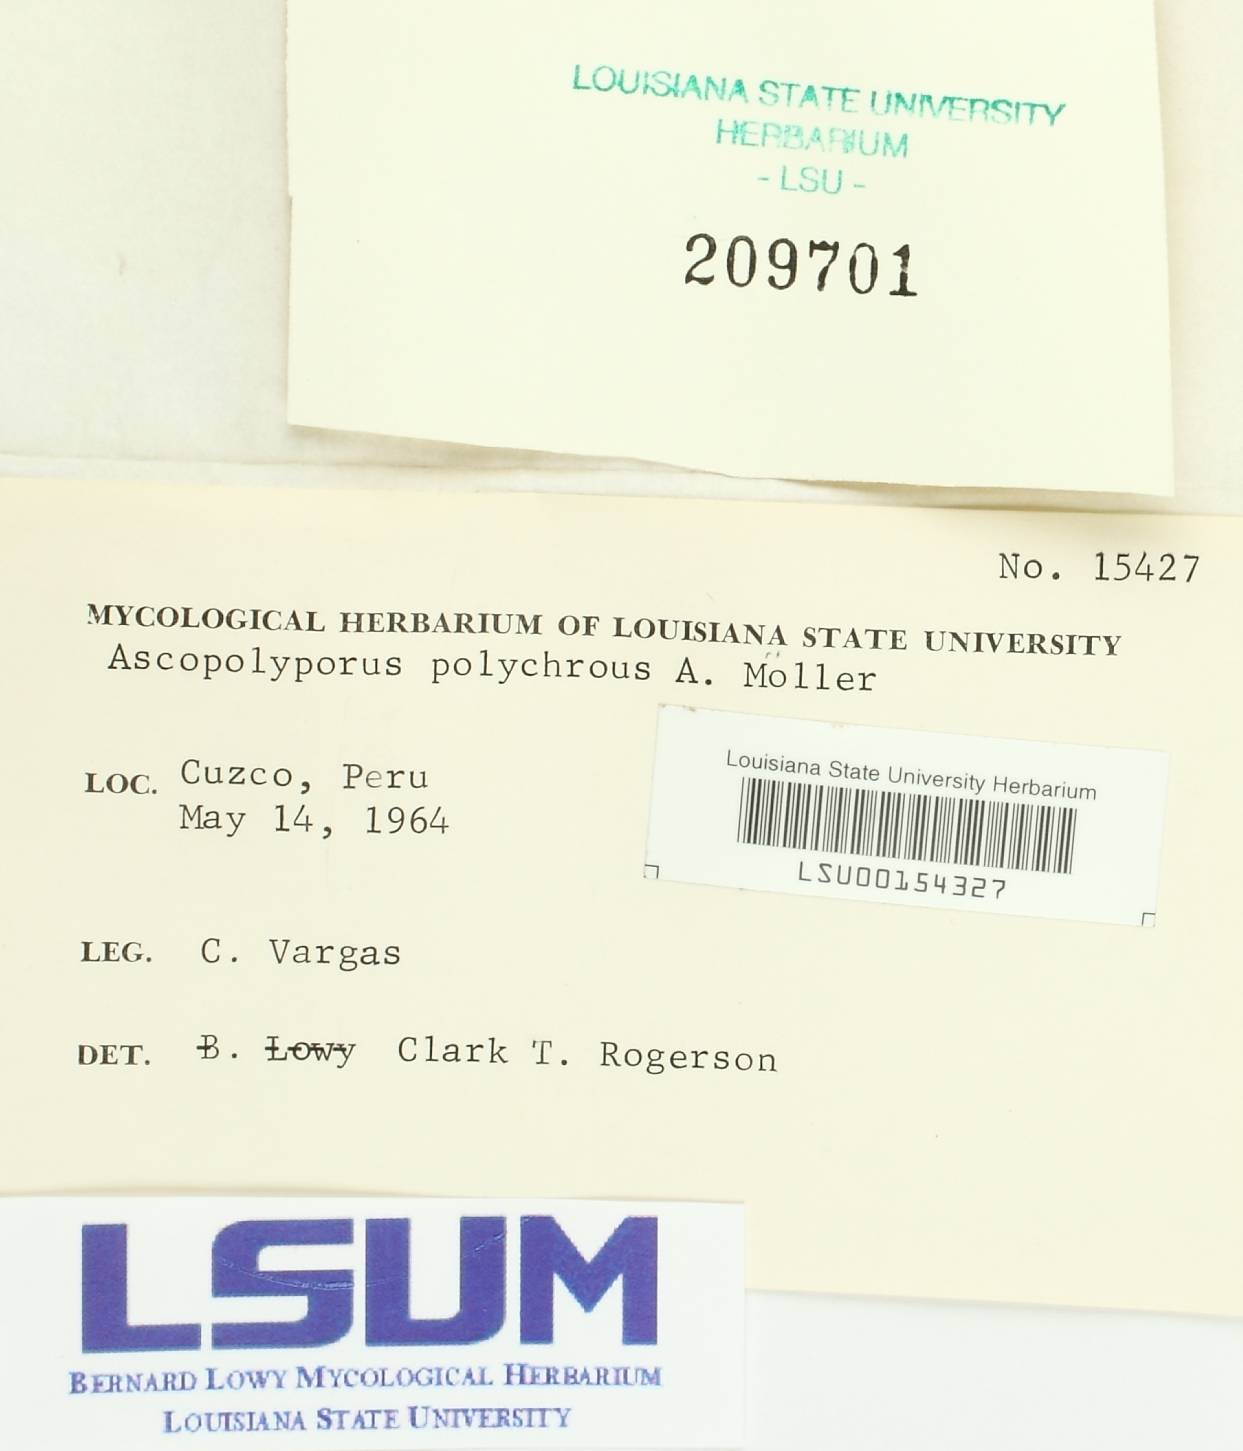 LOUISIANA STATE UNIVERSITY
HERBARIUM
- LSU -
209701
No. 15427
MYCOLOGICAL HERBARIUM OF LOUISIANA STATE UNIVERSITY
Ascopolyporus polychrous A. Möller
LOC. Cuzco, Peru
May 14, 1964
Louisiana State University Herbarium
LSU00154327
LEG. C. Vargas
DET. B. Lowy Clark T. Rogerson
LSUM
BERNARD LOWY MYCOLOGICAL HERBARIUM
LOUISIANA STATE UNIVERSITY